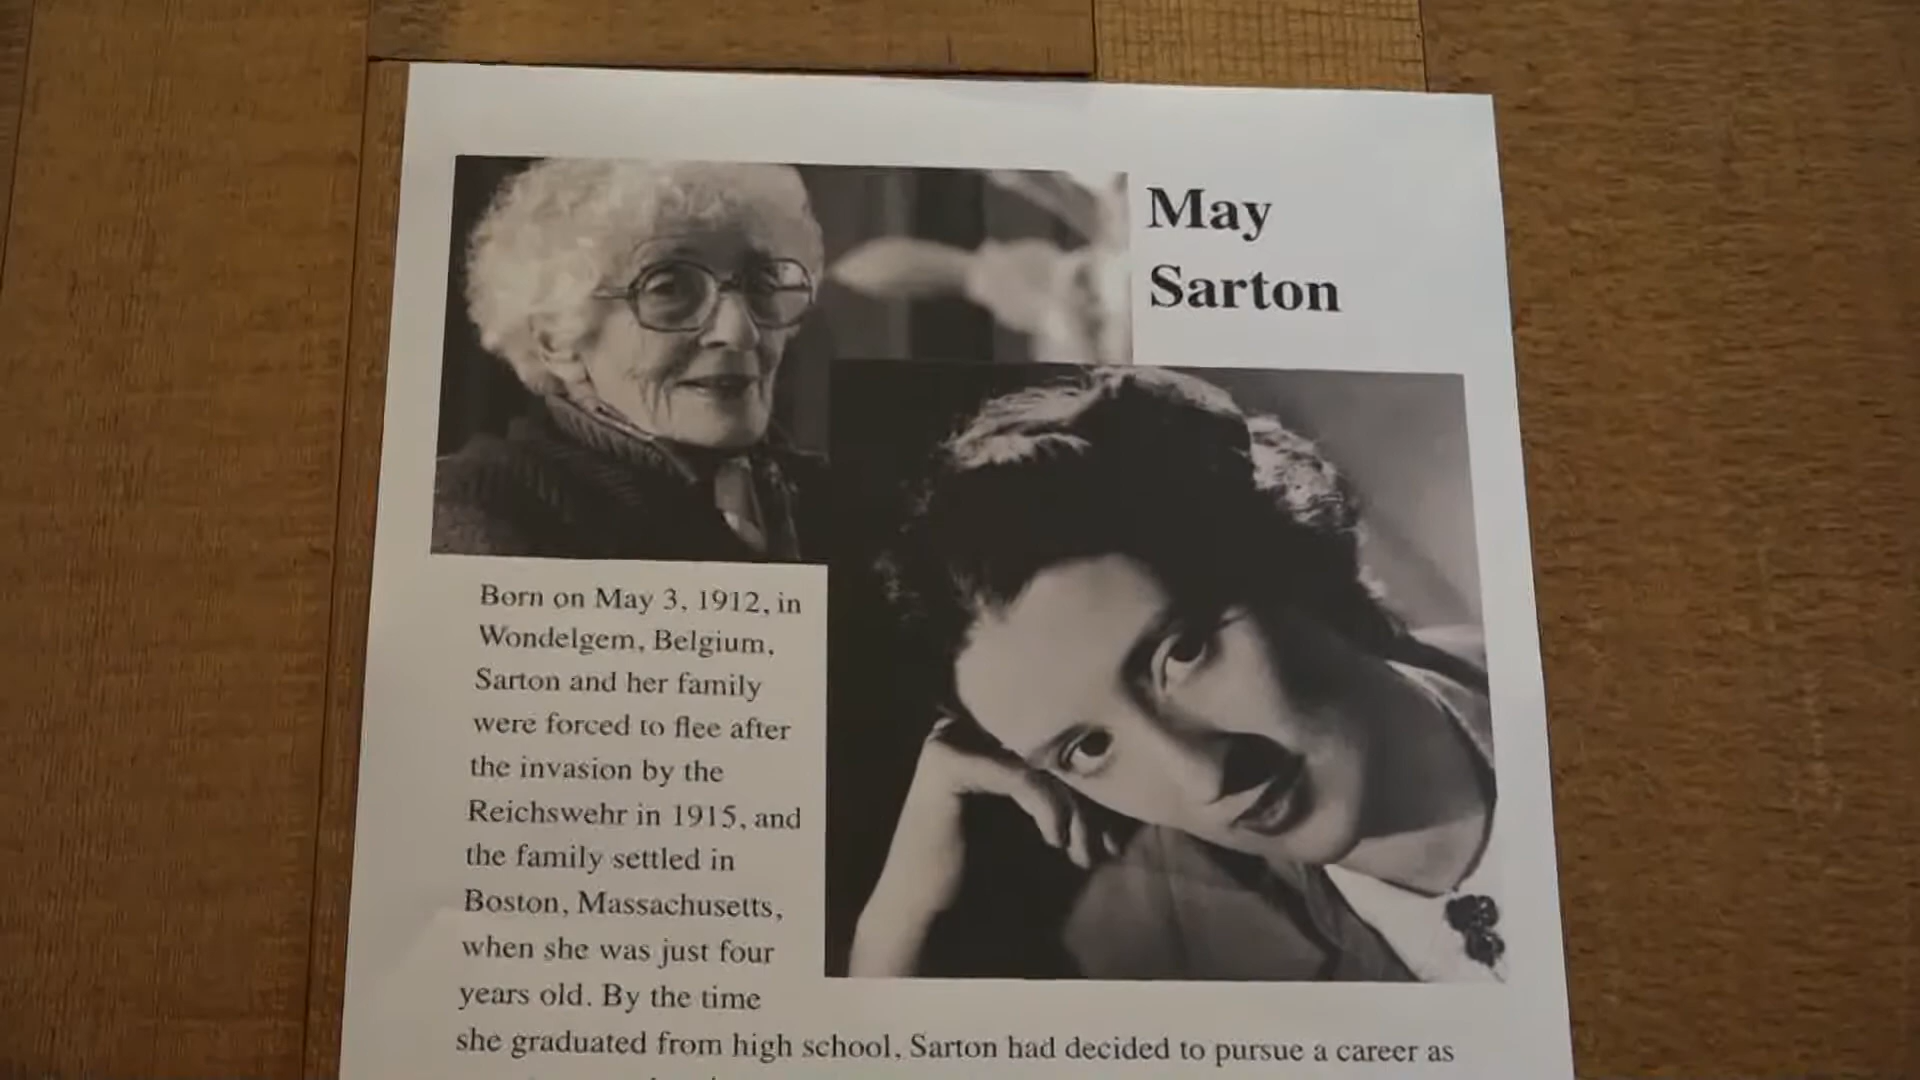 May
Sarton
Born on May 3, 1912, in
Wondelgem, Belgium,
Sarton and her family
were forced to flee after
the invasion by the
Reichswehr in 1915, and
the family settled in
Boston, Massachusetts,
when she was just four
years old. By the time
she graduated from high school, Sarton had decided to pursue a career as